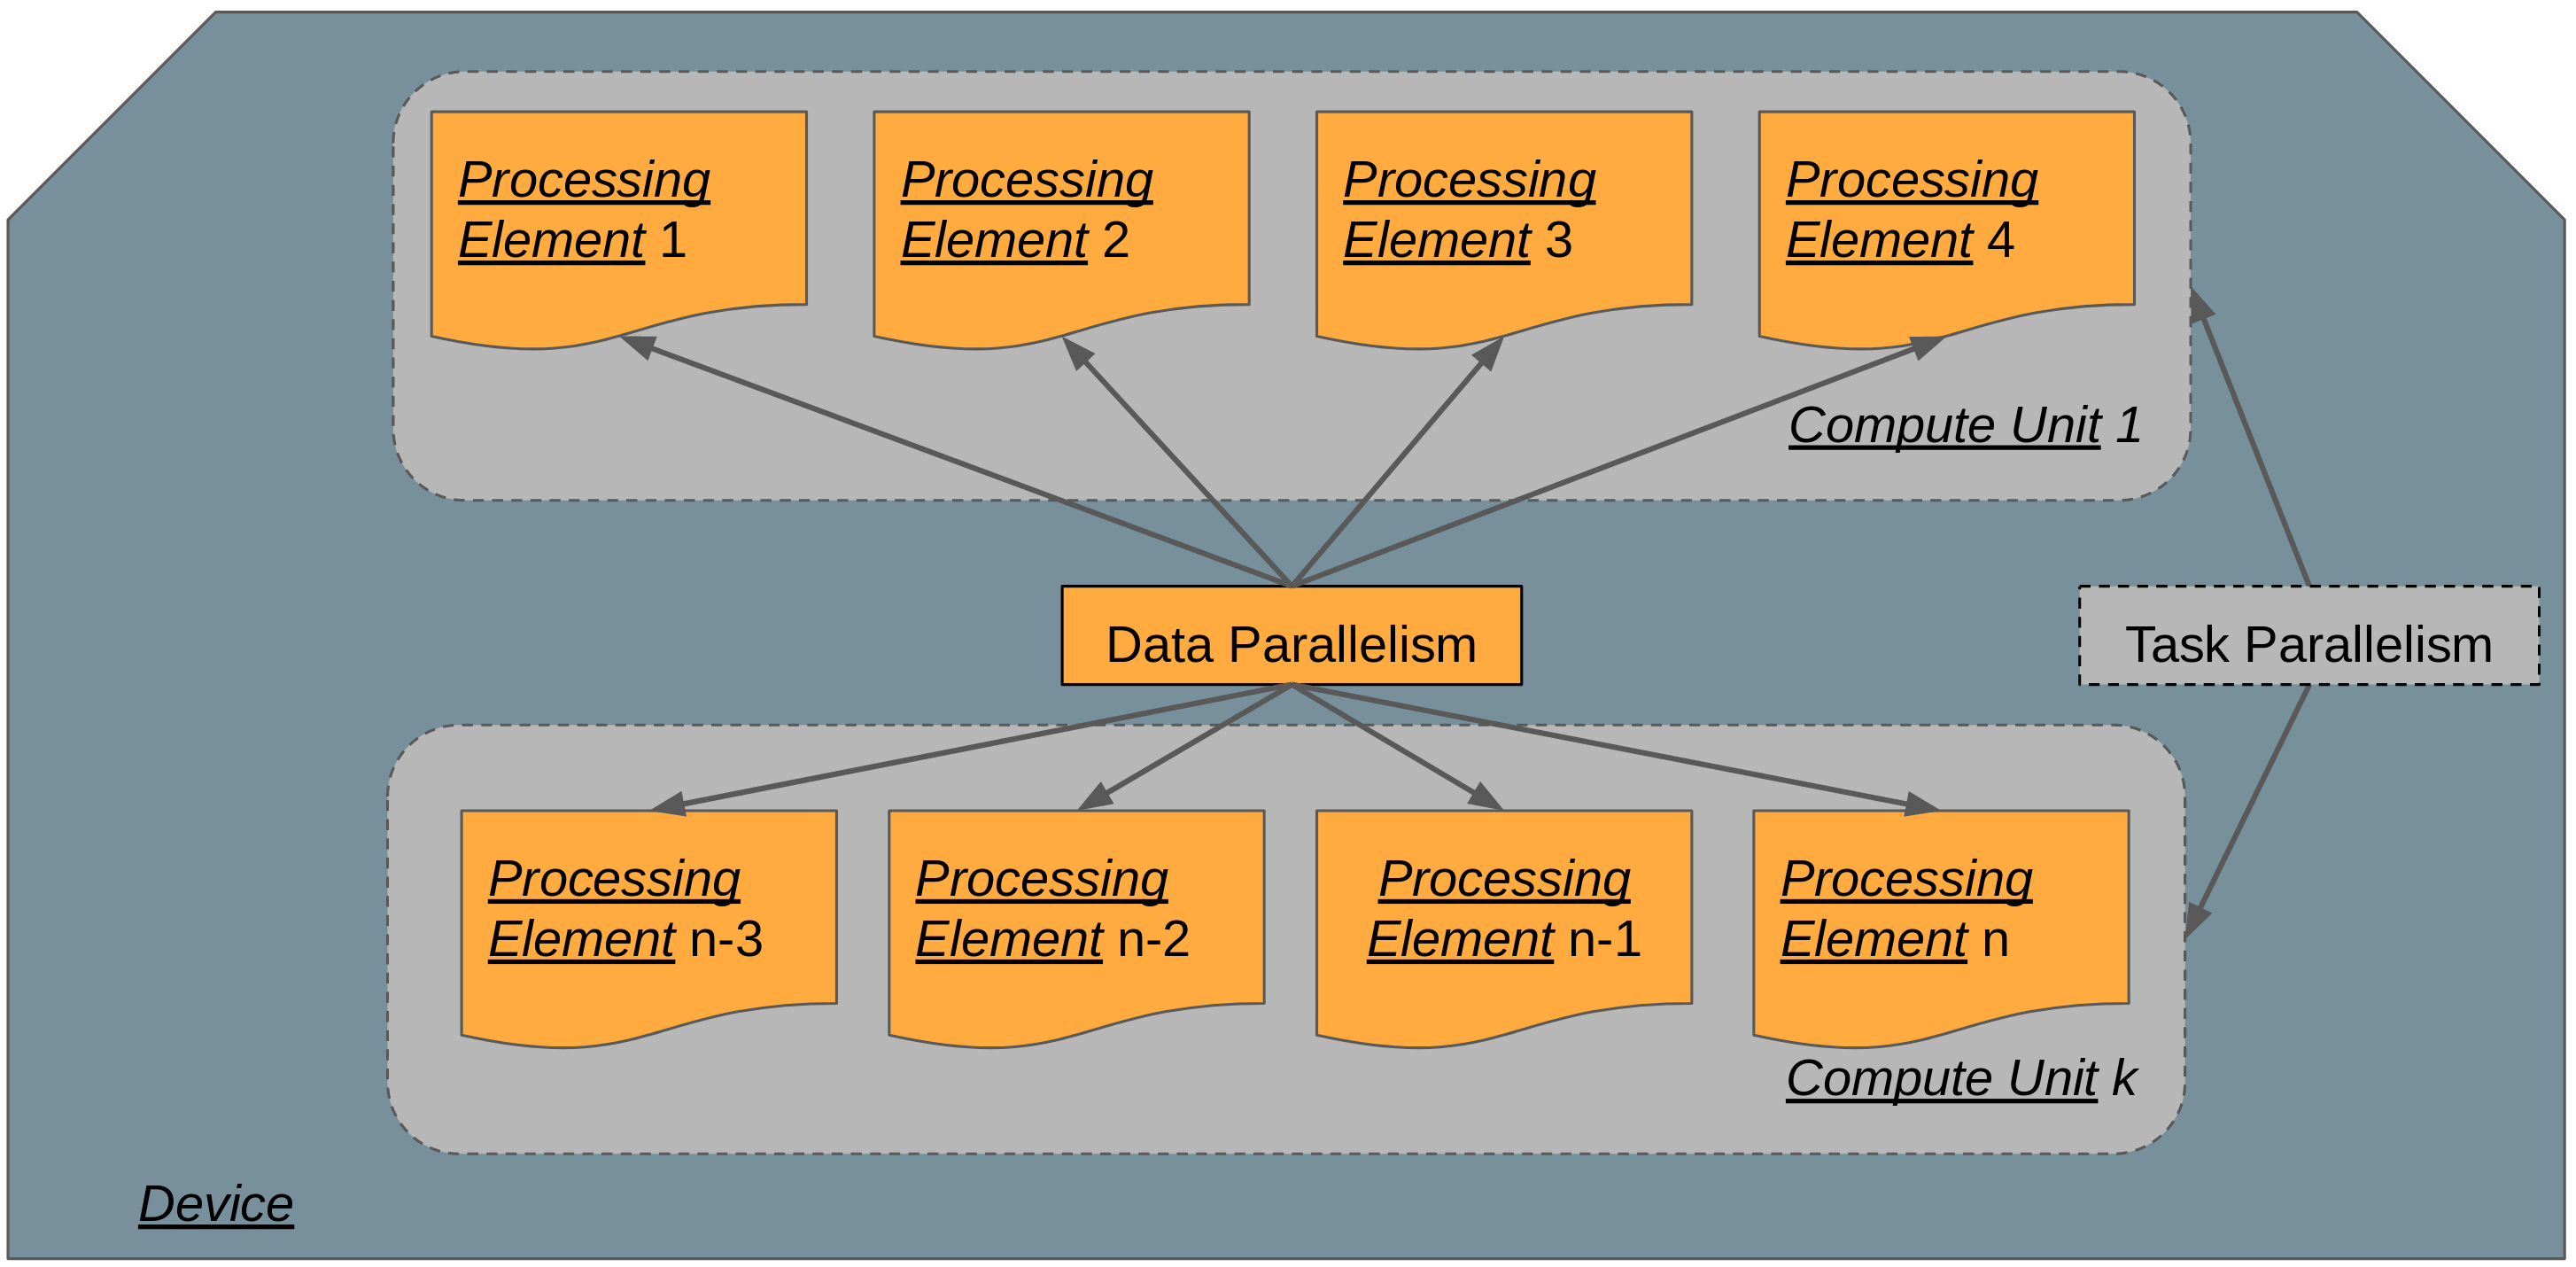 Processing
Element 1
Processing
Element 2
Processing
Element 3
Processing
Element 4
Compute Unit 1
Data Parallelism
Task Parallelism
Processing
Element n-3
Processing
Element n-2
Processing
Element n-1
Processing
Element n
Compute Unit k
Device